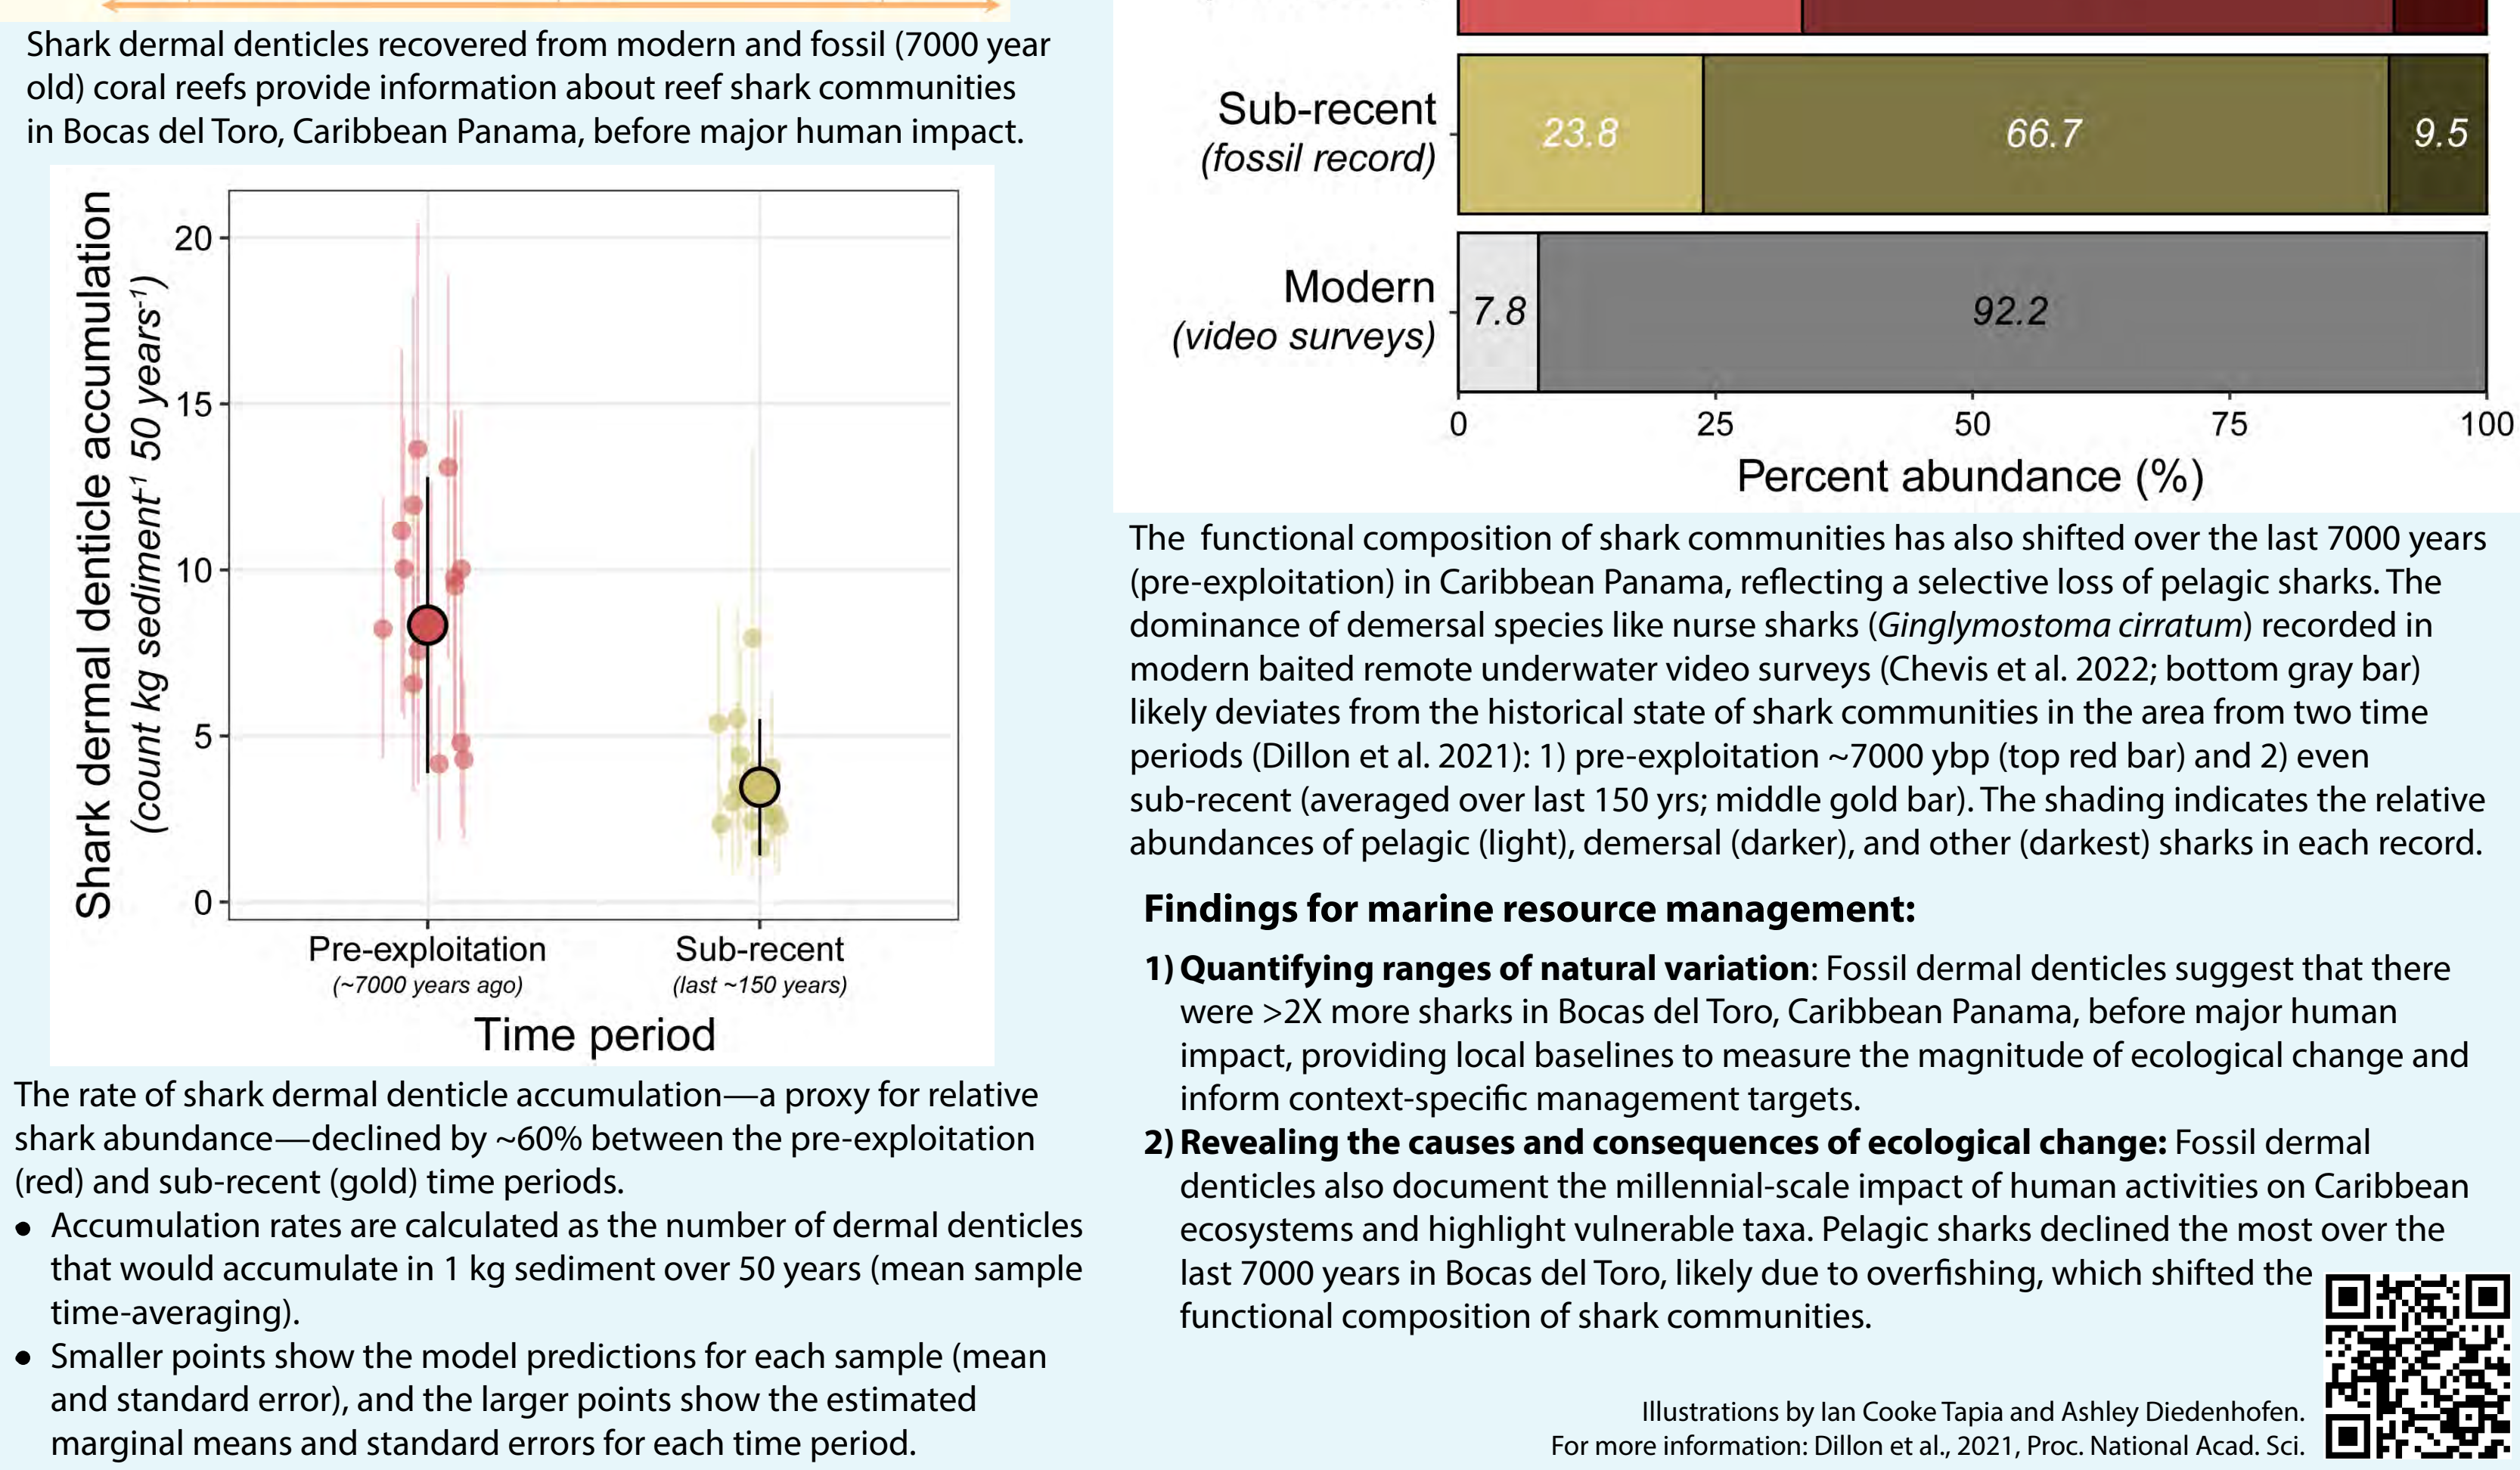 Shark dermal denticles recovered from modern and fossil (7000 year
old) coral reefs provide information about reef shark communities
in Bocas del Toro, Caribbean Panama, before major human impact.
Shark dermal denticle accumulation
(count kg sediment⁻¹ 50 years⁻¹)
20
15
10
5
0
Pre-exploitation
(~7000 years ago)
Sub-recent
(last ~150 years)
Time period
The rate of shark dermal denticle accumulation—a proxy for relative
shark abundance—declined by ~60% between the pre-exploitation
(red) and sub-recent (gold) time periods.
• Accumulation rates are calculated as the number of dermal denticles
that would accumulate in 1 kg sediment over 50 years (mean sample
time-averaging).
• Smaller points show the model predictions for each sample (mean
and standard error), and the larger points show the estimated
marginal means and standard errors for each time period.
Sub-recent
(fossil record)
23.8 66.7 9.5
Modern
(video surveys)
7.8 92.2
0 25 50 75 100
Percent abundance (%)
The functional composition of shark communities has also shifted over the last 7000 years
(pre-exploitation) in Caribbean Panama, reflecting a selective loss of pelagic sharks. The
dominance of demersal species like nurse sharks (Ginglymostoma cirratum) recorded in
modern baited remote underwater video surveys (Chevis et al. 2022; bottom gray bar)
likely deviates from the historical state of shark communities in the area from two time
periods (Dillon et al. 2021): 1) pre-exploitation ~7000 ybp (top red bar) and 2) even
sub-recent (averaged over last 150 yrs; middle gold bar). The shading indicates the relative
abundances of pelagic (light), demersal (darker), and other (darkest) sharks in each record.
Findings for marine resource management:
1) Quantifying ranges of natural variation: Fossil dermal denticles suggest that there
were >2X more sharks in Bocas del Toro, Caribbean Panama, before major human
impact, providing local baselines to measure the magnitude of ecological change and
inform context-specific management targets.
2) Revealing the causes and consequences of ecological change: Fossil dermal
denticles also document the millennial-scale impact of human activities on Caribbean
ecosystems and highlight vulnerable taxa. Pelagic sharks declined the most over the
last 7000 years in Bocas del Toro, likely due to overfishing, which shifted the
functional composition of shark communities.
Illustrations by Ian Cooke Tapia and Ashley Diedenhofen.
For more information: Dillon et al., 2021, Proc. National Acad. Sci.